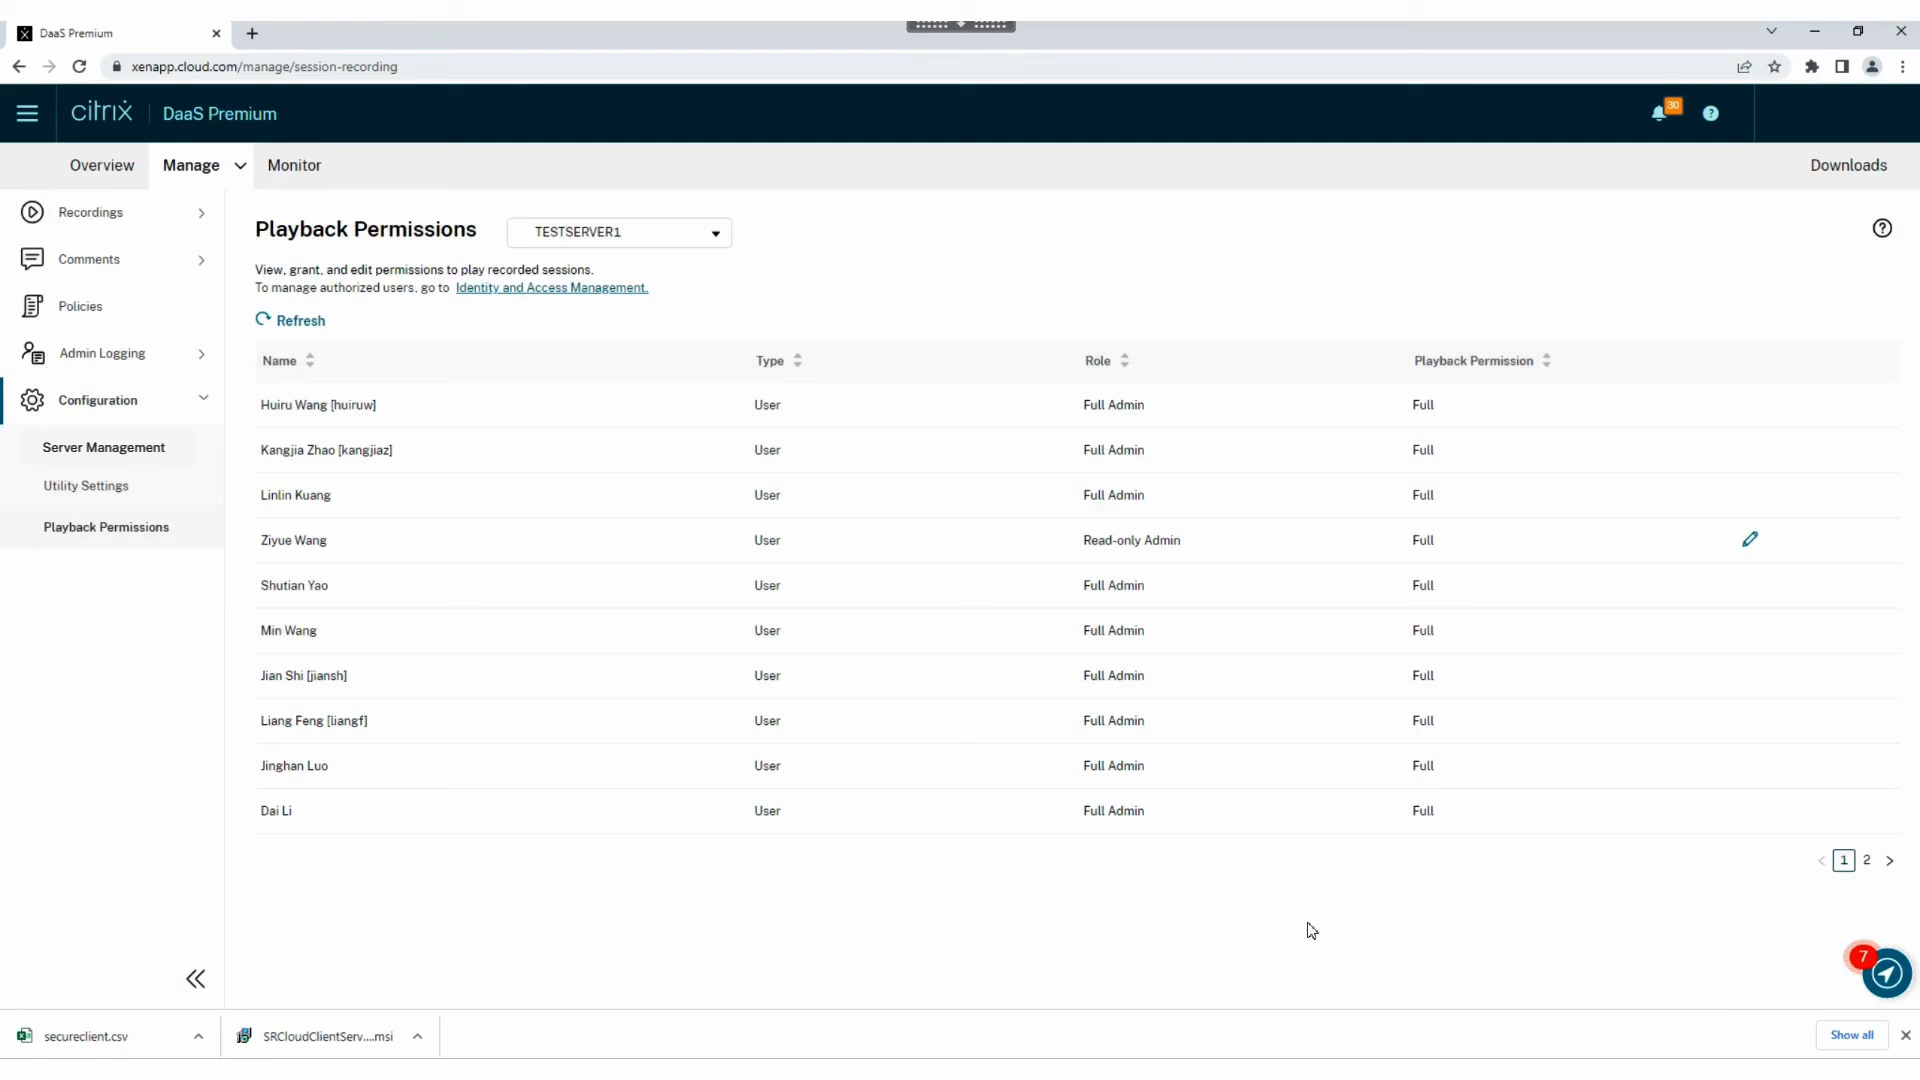 DaaS Premium
xenapp.cloud.com/manage/session-recording
citrix DaaS Premium 30 ?
Overview Manage Monitor Downloads
Recordings
Comments
Policies
Admin Logging
Configuration
Server Management
Utility Settings
Playback Permissions
Playback Permissions TESTSERVER1 ?
View, grant, and edit permissions to play recorded sessions.
To manage authorized users, go to Identity and Access Management.
Refresh
Name Type Role Playback Permission
Huiru Wang [huiruw] User Full Admin Full
Kangjia Zhao [kangjiaz] User Full Admin Full
Linlin Kuang User Full Admin Full
Ziyue Wang User Read-only Admin Full
Shutian Yao User Full Admin Full
Min Wang User Full Admin Full
Jian Shi [jiansh] User Full Admin Full
Liang Feng [liangf] User Full Admin Full
Jinghan Luo User Full Admin Full
Dai Li User Full Admin Full
< 1 2 >
7
secureclient.csv SRCloudClientServ....msi Show all